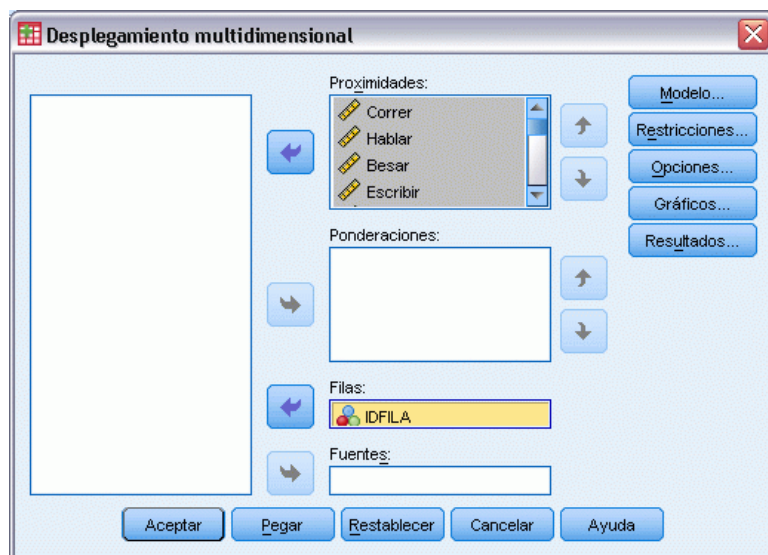 Desplegamiento multidimensional
Proximidades:
Correr
Hablar
Besar
Escribir
Ponderaciones:
Filas:
IDFILA
Fuentes:
Modelo...
Restricciones...
Opciones...
Gráficos...
Resultados...
Aceptar
Pegar
Restablecer
Cancelar
Ayuda